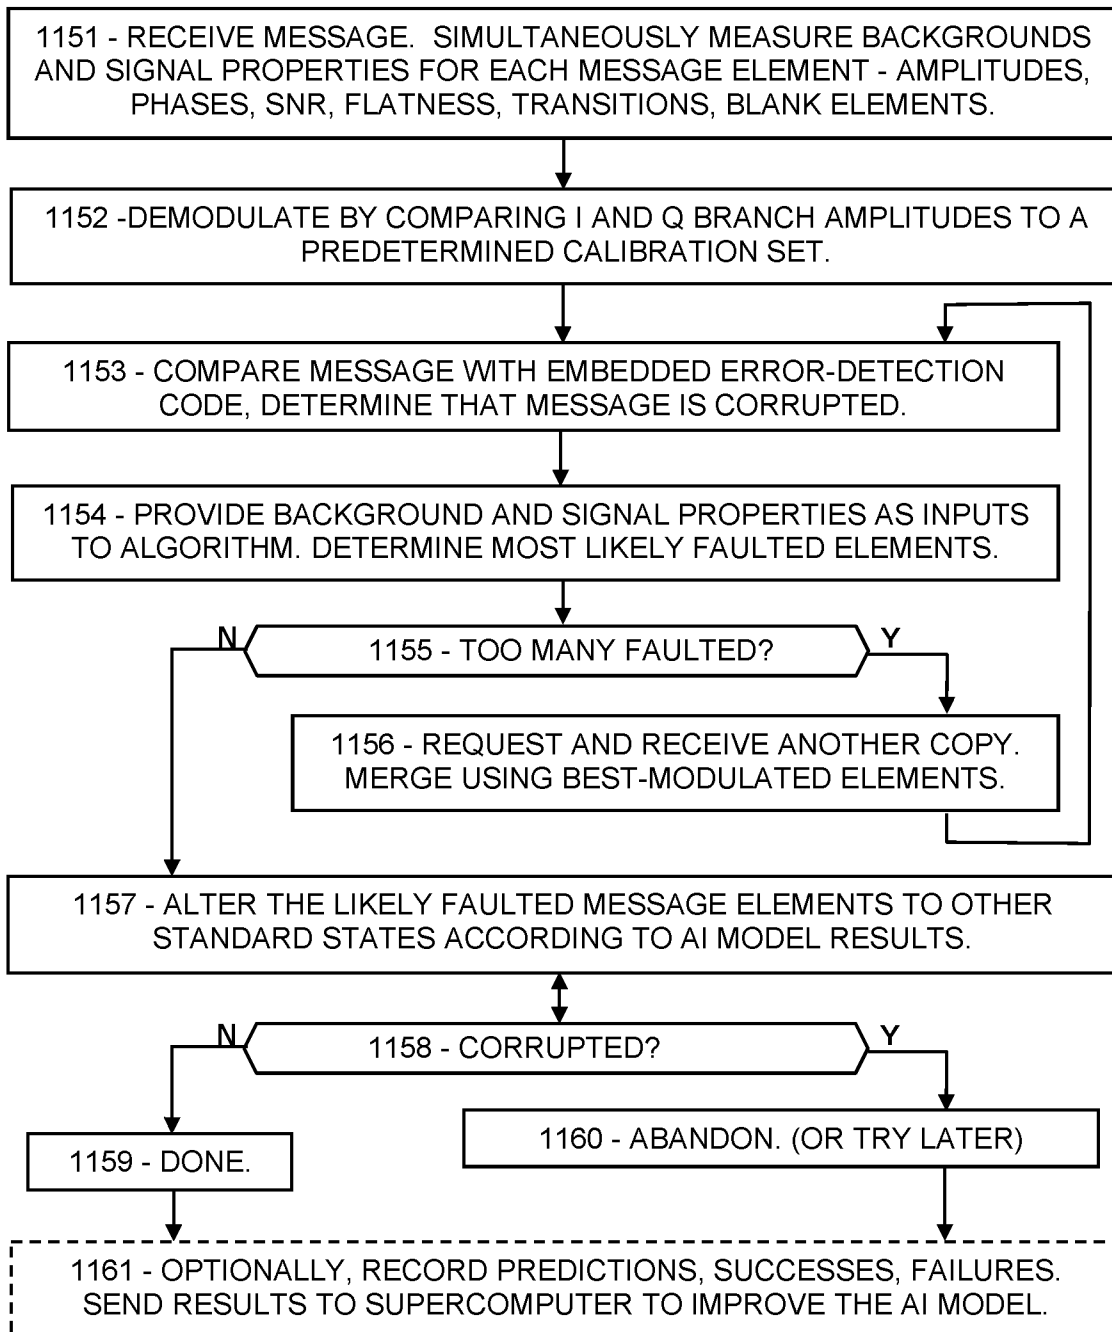 1151 - RECEIVE MESSAGE. SIMULTANEOUSLY MEASURE BACKGROUNDS
AND SIGNAL PROPERTIES FOR EACH MESSAGE ELEMENT - AMPLITUDES,
PHASES, SNR, FLATNESS, TRANSITIONS, BLANK ELEMENTS.
1152 -DEMODULATE BY COMPARING I AND Q BRANCH AMPLITUDES TO A
PREDETERMINED CALIBRATION SET.
1153 - COMPARE MESSAGE WITH EMBEDDED ERROR-DETECTION
CODE, DETERMINE THAT MESSAGE IS CORRUPTED.
1154 - PROVIDE BACKGROUND AND SIGNAL PROPERTIES AS INPUTS
TO ALGORITHM. DETERMINE MOST LIKELY FAULTED ELEMENTS.
N
1155 - TOO MANY FAULTED?
Y
1156 - REQUEST AND RECEIVE ANOTHER COPY.
MERGE USING BEST-MODULATED ELEMENTS.
1157 - ALTER THE LIKELY FAULTED MESSAGE ELEMENTS TO OTHER
STANDARD STATES ACCORDING TO AI MODEL RESULTS.
N
1158 - CORRUPTED?
Y
1159 - DONE.
1160 - ABANDON. (OR TRY LATER)
1161 - OPTIONALLY, RECORD PREDICTIONS, SUCCESSES, FAILURES.
SEND RESULTS TO SUPERCOMPUTER TO IMPROVE THE AI MODEL.